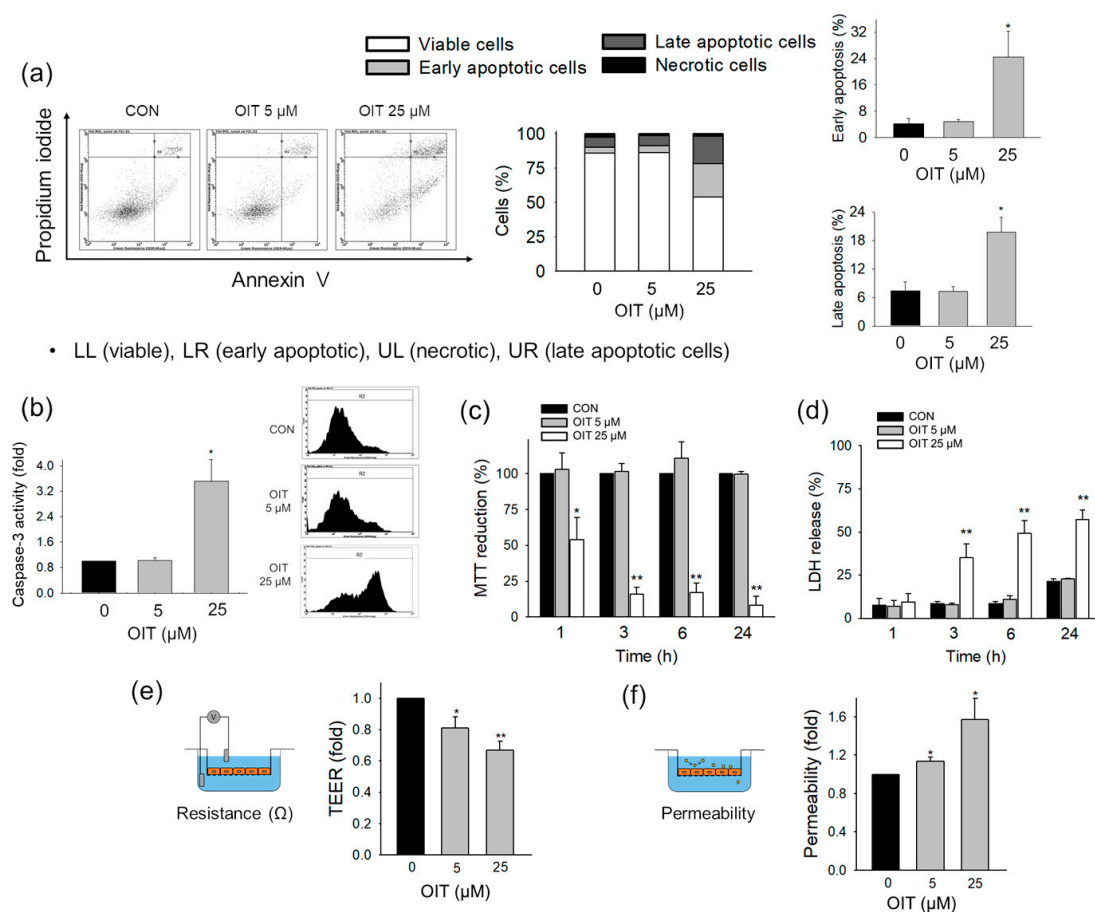 Viable cells
Early apoptotic cells
Late apoptotic cells
Necrotic cells
(a)
CON
OIT 5 µM
OIT 25 µM
Propidium iodide
Annexin V
Cells (%)
100
75
50
25
0
0 5 25
OIT (µM)
Early apoptosis (%)
32
24
16
8
0
*
0 5 25
OIT (µM)
Late apoptosis (%)
24
18
12
6
0
*
0 5 25
OIT (µM)
• LL (viable), LR (early apoptotic), UL (necrotic), UR (late apoptotic cells)
(b)
Caspase-3 activity (fold)
4.0
3.2
2.4
1.6
0.8
0.0
*
0 5 25
OIT (µM)
CON
R2
OIT
5 µM
R2
OIT
25 µM
R2
(c)
CON
OIT 5 µM
OIT 25 µM
MTT reduction (%)
100
75
50
25
0
* ** ** **
1 3 6 24
Time (h)
(d)
CON
OIT 5 µM
OIT 25 µM
LDH release (%)
100
75
50
25
0
** ** **
1 3 6 24
Time (h)
(e)
V
Resistance (Ω)
TEER (fold)
1.0
0.8
0.6
0.4
0.2
0.0
* **
0 5 25
OIT (µM)
(f)
Permeability
Permeability (fold)
1.6
1.2
0.8
0.4
0.0
* *
0 5 25
OIT (µM)